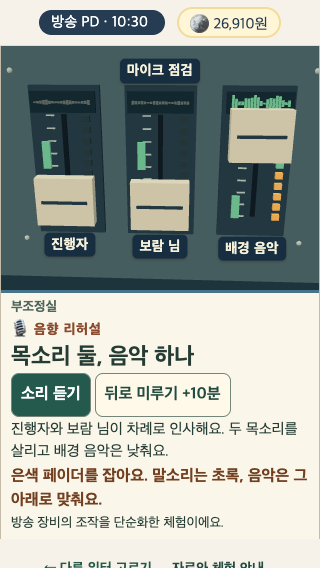 방송 PD · 10:30
26,910원
마이크 점검
진행자
보람 님
배경 음악
부조정실
음향 리허설
목소리 둘, 음악 하나
소리 듣기
뒤로 미루기 +10분
진행자와 보람 님이 차례로 인사해요. 두 목소리를
살리고 배경 음악은 낮춰요.
은색 페이더를 잡아요. 말소리는 초록, 음악은 그
아래로 맞춰요.
방송 장비의 조작을 단순화한 체험이에요.